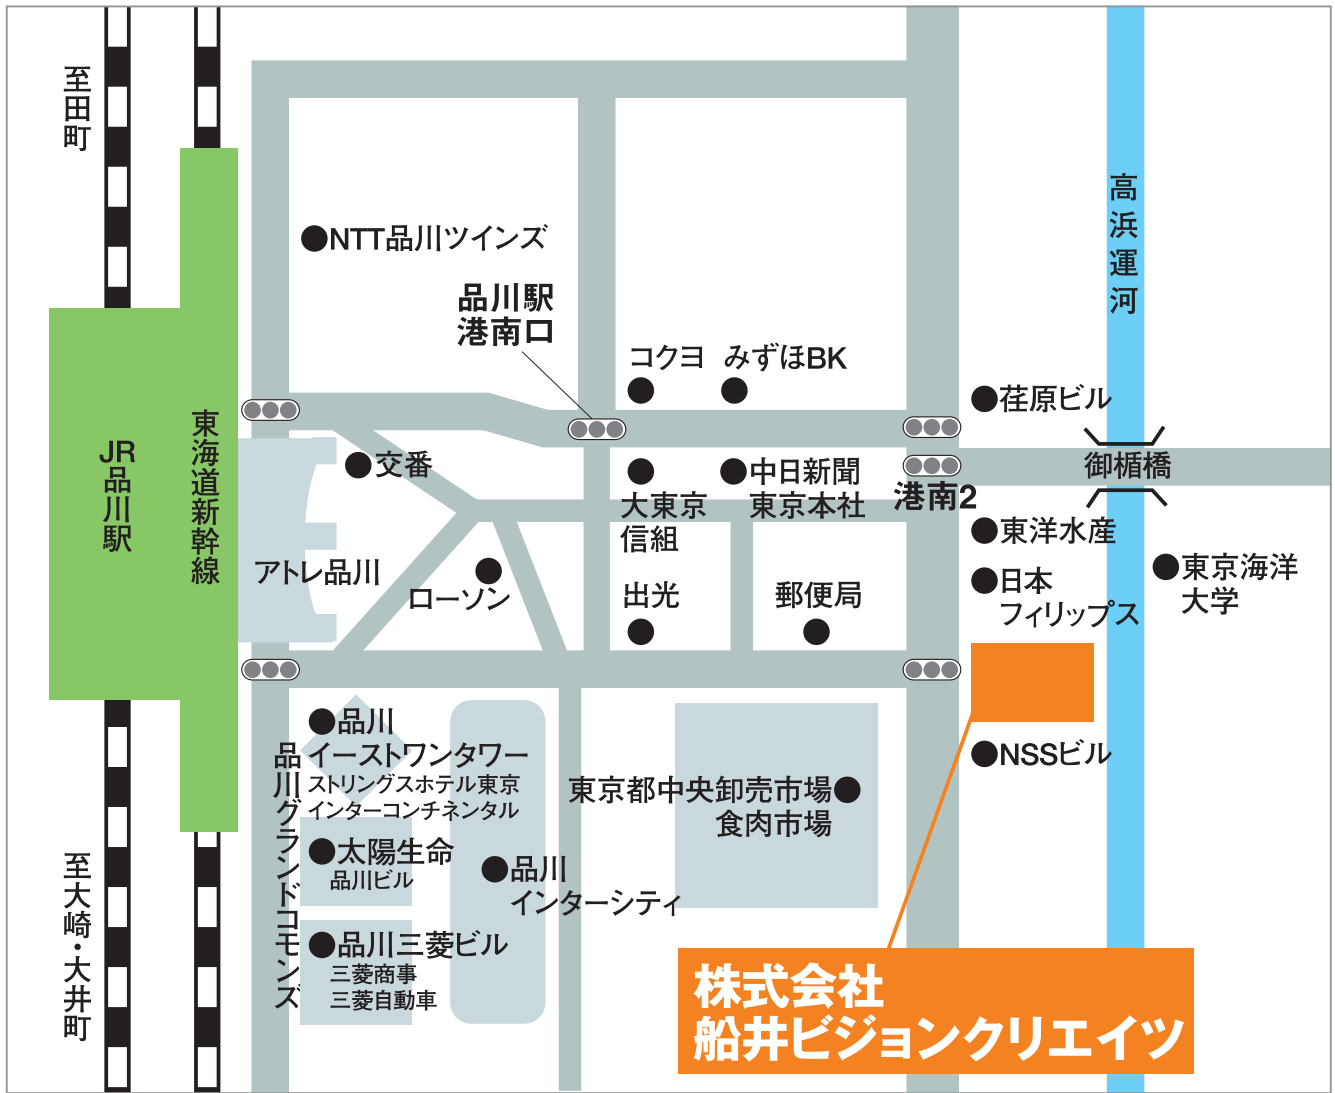 至田町
高浜運河
NTT品川ツインズ
品川駅
港南口
コクヨ
みずほBK
荏原ビル
JR品川駅
東海道新幹線
交番
大東京
信組
中日新聞
東京本社
港南2
御楯橋
東洋水産
日本
フィリップス
東京海洋
大学
アトレ品川
ローソン
出光
郵便局
品川
イーストワンタワー
ストリングスホテル東京
インターコンチネンタル
品川グランドコモンズ
太陽生命
品川ビル
品川三菱ビル
三菱商事
三菱自動車
品川
インターシティ
東京都中央卸売市場
食肉市場
NSSビル
至大崎・大井町
株式会社
船井ビジョンクリエイツ